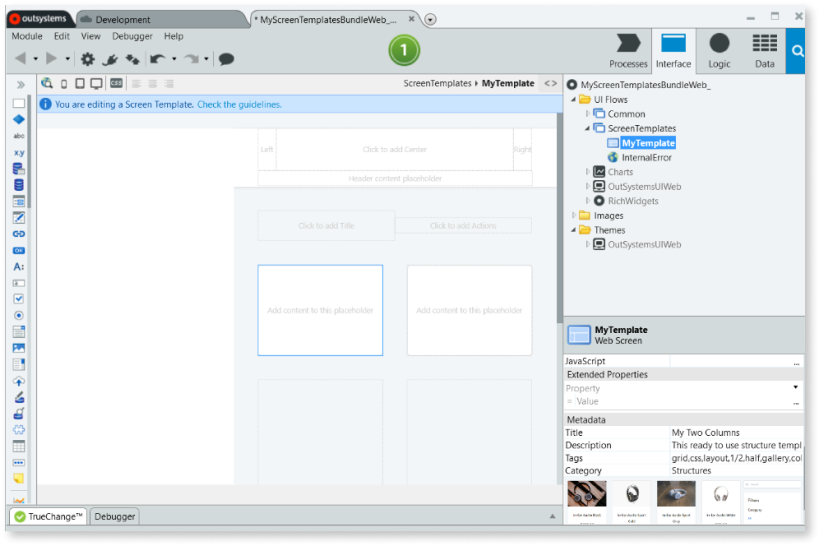 outsystems
Development
* MyScreenTemplatesBundleWeb_...
Module Edit View Debugger Help
1
Processes
Interface
Logic
Data
ScreenTemplates MyTemplate
You are editing a Screen Template. Check the guidelines.
abc
x,y
CSS
OK
A:
Left
Click to add Center
Right
Header content placeholder
Click to add Title
Click to add Actions
Add content to this placeholder
Add content to this placeholder
MyScreenTemplatesBundleWeb_
UI Flows
Common
ScreenTemplates
MyTemplate
InternalError
Charts
OutSystemsUIWeb
RichWidgets
Images
Themes
OutSystemsUIWeb
MyTemplate
Web Screen
JavaScript ...
Extended Properties
Property
= Value ...
Metadata
Title My Two Columns
Description This ready to use structure templ
Tags grid,css,layout,1/2,half,gallery,col
Category Structures
TrueChange™
Debugger